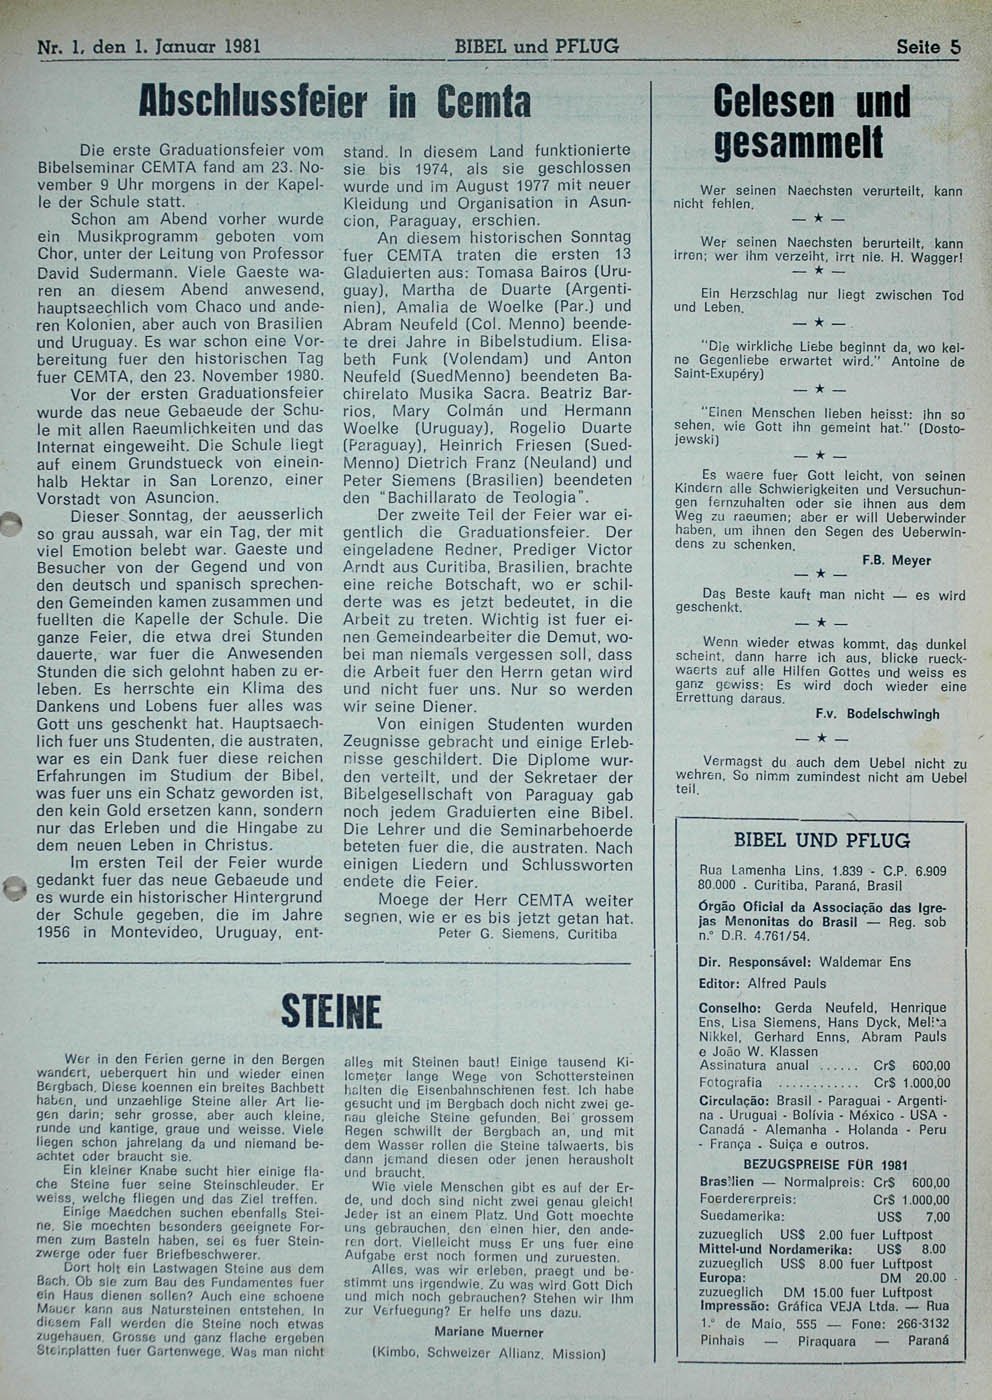 Nr. 1, den 1. Januar 1981 BIBEL und PFLUG Seite 5
Abschlussfeier in Cemta
Die erste Graduationsfeier vom
Bibelseminar CEMTA fand am 23. No-
vember 9 Uhr morgens in der Kapel-
le der Schule statt.
Schon am Abend vorher wurde
ein Musikprogramm geboten vom
Chor, unter der Leitung von Professor
David Sudermann. Viele Gaeste wa-
ren an diesem Abend anwesend,
hauptsaechlich vom Chaco und ande-
ren Kolonien, aber auch von Brasilien
und Uruguay. Es war schon eine Vor-
bereitung fuer den historischen Tag
fuer CEMTA, den 23. November 1980.
Vor der ersten Graduationsfeier
wurde das neue Gebaeude der Schu-
le mit allen Raeumlichkeiten und das
Internat eingeweiht. Die Schule liegt
auf einem Grundstueck von einein-
halb Hektar in San Lorenzo, einer
Vorstadt von Asuncion.
Dieser Sonntag, der aeusserlich
so grau aussah, war ein Tag, der mit
viel Emotion belebt war. Gaeste und
Besucher von der Gegend und von
den deutsch und spanisch sprechen-
den Gemeinden kamen zusammen und
fuellten die Kapelle der Schule. Die
ganze Feier, die etwa drei Stunden
dauerte, war fuer die Anwesenden
Stunden die sich gelohnt haben zu er-
leben. Es herrschte ein Klima des
Dankens und Lobens fuer alles was
Gott uns geschenkt hat. Hauptsaech-
lich fuer uns Studenten, die austraten,
war es ein Dank fuer diese reichen
Erfahrungen im Studium der Bibel,
was fuer uns ein Schatz geworden ist,
den kein Gold ersetzen kann, sondern
nur das Erleben und die Hingabe zu
dem neuen Leben in Christus.
Im ersten Teil der Feier wurde
gedankt fuer das neue Gebaeude und
es wurde ein historischer Hintergrund
der Schule gegeben, die im Jahre
1956 in Montevideo, Uruguay, ent-
stand. In diesem Land funktionierte
sie bis 1974, als sie geschlossen
wurde und im August 1977 mit neuer
Kleidung und Organisation in Asun-
cion, Paraguay, erschien.
An diesem historischen Sonntag
fuer CEMTA traten die ersten 13
Gladuierten aus: Tomasa Bairos (Uru-
guay), Martha de Duarte (Argenti-
nien), Amalia de Woelke (Par.) und
Abram Neufeld (Col. Menno) beende-
te drei Jahre in Bibelstudium. Elisa-
beth Funk (Volendam) und Anton
Neufeld (SuedMenno) beendeten Ba-
chirelato Musika Sacra. Beatriz Bar-
rios, Mary Colmán und Hermann
Woelke (Uruguay), Rogelio Duarte
(Paraguay), Heinrich Friesen (Sued-
Menno) Dietrich Franz (Neuland) und
Peter Siemens (Brasilien) beendeten
den "Bachillarato de Teologia".
Der zweite Teil der Feier war ei-
gentlich die Graduationsfeier. Der
eingeladene Redner, Prediger Victor
Arndt aus Curitiba, Brasilien, brachte
eine reiche Botschaft, wo er schil-
derte was es jetzt bedeutet, in die
Arbeit zu treten. Wichtig ist fuer ei-
nen Gemeindearbeiter die Demut, wo-
bei man niemals vergessen soll, dass
die Arbeit fuer den Herrn getan wird
und nicht fuer uns. Nur so werden
wir seine Diener.
Von einigen Studenten wurden
Zeugnisse gebracht und einige Erleb-
nisse geschildert. Die Diplome wur-
den verteilt, und der Sekretaer der
Bibelgesellschaft von Paraguay gab
noch jedem Graduierten eine Bibel.
Die Lehrer und die Seminarbehoerde
beteten fuer die, die austraten. Nach
einigen Liedern und Schlussworten
endete die Feier.
Moege der Herr CEMTA weiter
segnen, wie er es bis jetzt getan hat.
Peter G. Siemens, Curitiba
STEINE
Wer in den Ferien gerne in den Bergen
wandert, ueberquert hin und wieder einen
Bergbach. Diese koennen ein breites Bachbett
haben, und unzaehlige Steine aller Art lie-
gen darin; sehr grosse, aber auch kleine,
runde und kantige, graue und weisse. Viele
liegen schon jahrelang da und niemand be-
achtet oder braucht sie.
Ein kleiner Knabe sucht hier einige fla-
che Steine fuer seine Steinschleuder. Er
weiss, welche fliegen und das Ziel treffen.
Einige Maedchen suchen ebenfalls Stei-
ne. Sie moechten besonders geeignete For-
men zum Basteln haben, sei es fuer Stein-
zwerge oder fuer Briefbeschwerer.
Dort holt ein Lastwagen Steine aus dem
Bach. Ob sie zum Bau des Fundamentes fuer
ein Haus dienen sollen? Auch eine schoene
Mauer kann aus Natursteinen entstehen. In
diesem Fall werden die Steine noch etwas
zugehauen. Grosse und ganz flache ergeben
Steinplatten fuer Gartenwege. Was man nicht
alles mit Steinen baut! Einige tausend Ki-
lometer lange Wege von Schottersteinen
halten die Eisenbahnschienen fest. Ich habe
gesucht und im Bergbach doch nicht zwei ge-
nau gleiche Steine gefunden. Bei grossem
Regen schwillt der Bergbach an, und mit
dem Wasser rollen die Steine talwaerts, bis
dann jemand diesen oder jenen herausholt
und braucht.
Wie viele Menschen gibt es auf der Er-
de, und doch sind nicht zwei genau gleich!
Jeder ist an einem Platz. Und Gott moechte
uns gebrauchen, den einen hier, den ande-
ren dort. Vielleicht muss Er uns fuer eine
Aufgabe erst noch formen und zuruesten.
Alles, was wir erleben, praegt und be-
stimmt uns irgendwie. Zu was wird Gott Dich
und mich noch gebrauchen? Stehen wir Ihm
zur Verfuegung? Er helfe uns dazu.
Mariane Muerner
(Kimbo, Schweizer Allianz. Mission)
Gelesen und
gesammelt
Wer seinen Naechsten verurteilt, kann
nicht fehlen.
— ★ —
Wer seinen Naechsten berurteilt, kann
irren; wer ihm verzeiht, irrt nie. H. Wagger!
— ★ —
Ein Herzschlag nur liegt zwischen Tod
und Leben.
— ★ —
"Die wirkliche Liebe beginnt da, wo kei-
ne Gegenliebe erwartet wird." Antoine de
Saint-Exupéry)
— ★ —
"Einen Menschen lieben heisst: ihn so
sehen, wie Gott ihn gemeint hat." (Dosto-
jewski)
— ★ —
Es waere fuer Gott leicht, von seinen
Kindern alle Schwierigkeiten und Versuchun-
gen fernzuhalten oder sie ihnen aus dem
Weg zu raeumen; aber er will Ueberwinder
haben, um ihnen den Segen des Ueberwin-
dens zu schenken.
F.B. Meyer
— ★ —
Das Beste kauft man nicht — es wird
geschenkt.
— ★ —
Wenn wieder etwas kommt, das dunkel
scheint, dann harre ich aus, blicke rueck-
waerts auf alle Hilfen Gottes und weiss es
ganz gewiss: Es wird doch wieder eine
Errettung daraus.
F.v. Bodelschwingh
— ★ —
Vermagst du auch dem Uebel nicht zu
wehren, So nimm zumindest nicht am Uebel
teil.
BIBEL UND PFLUG
Rua Lamenha Lins, 1.839 - C.P. 6.909
80.000 - Curitiba, Paraná, Brasil
Órgão Oficial da Associação das Igre-
jas Menonitas do Brasil — Reg. sob
n.º D.R. 4.761/54.
Dir. Responsável: Waldemar Ens
Editor: Alfred Pauls
Conselho: Gerda Neufeld, Henrique
Ens, Lisa Siemens, Hans Dyck, Melita
Nikkel, Gerhard Enns, Abram Pauls
e João W. Klassen
Assinatura anual ...... Cr$ 600,00
Fotografia ............ Cr$ 1.000,00
Circulação: Brasil - Paraguai - Argenti-
na - Uruguai - Bolívia - México - USA -
Canadá - Alemanha - Holanda - Peru
- França - Suiça e outros.
BEZUGSPREISE FÜR 1981
Brasilien — Normalpreis: Cr$ 600,00
Foerdererpreis: Cr$ 1.000,00
Suedamerika: US$ 7,00
zuzueglich US$ 2.00 fuer Luftpost
Mittel-und Nordamerika: US$ 8.00
zuzueglich US$ 8.00 fuer Luftpost
Europa: DM 20.00
zuzueglich DM 15.00 fuer Luftpost
Impressão: Gráfica VEJA Ltda. — Rua
1.º de Maio, 555 — Fone: 266-3132
Pinhais — Piraquara — Paraná